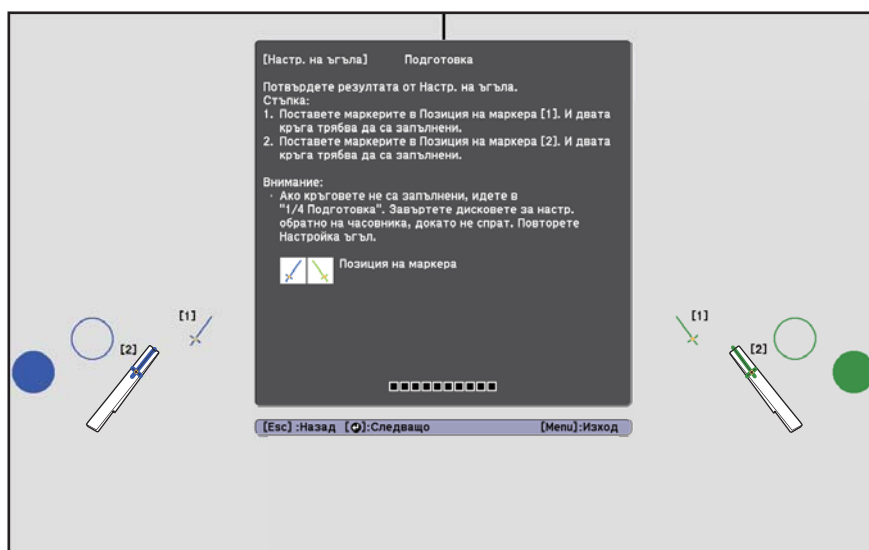 [Настр. на ъгъла] Подготовка
Потвърдете резултата от Настр. на ъгъла.
Стъпка:
1. Поставете маркерите в Позиция на маркера [1]. И двата
кръга трябва да са запълнени.
2. Поставете маркерите в Позиция на маркера [2]. И двата
кръга трябва да са запълнени.
Внимание:
· Ако кръговете не са запълнени, идете в
"1/4 Подготовка". Завъртете дисковете за настр.
обратно на часовника, докато не спрат. Повторете
Настройка ъгъл.
Позиция на маркера
[1]
[2]
[1]
[2]
[Esc] :Назад [⏎]:Следващо [Menu]:Изход